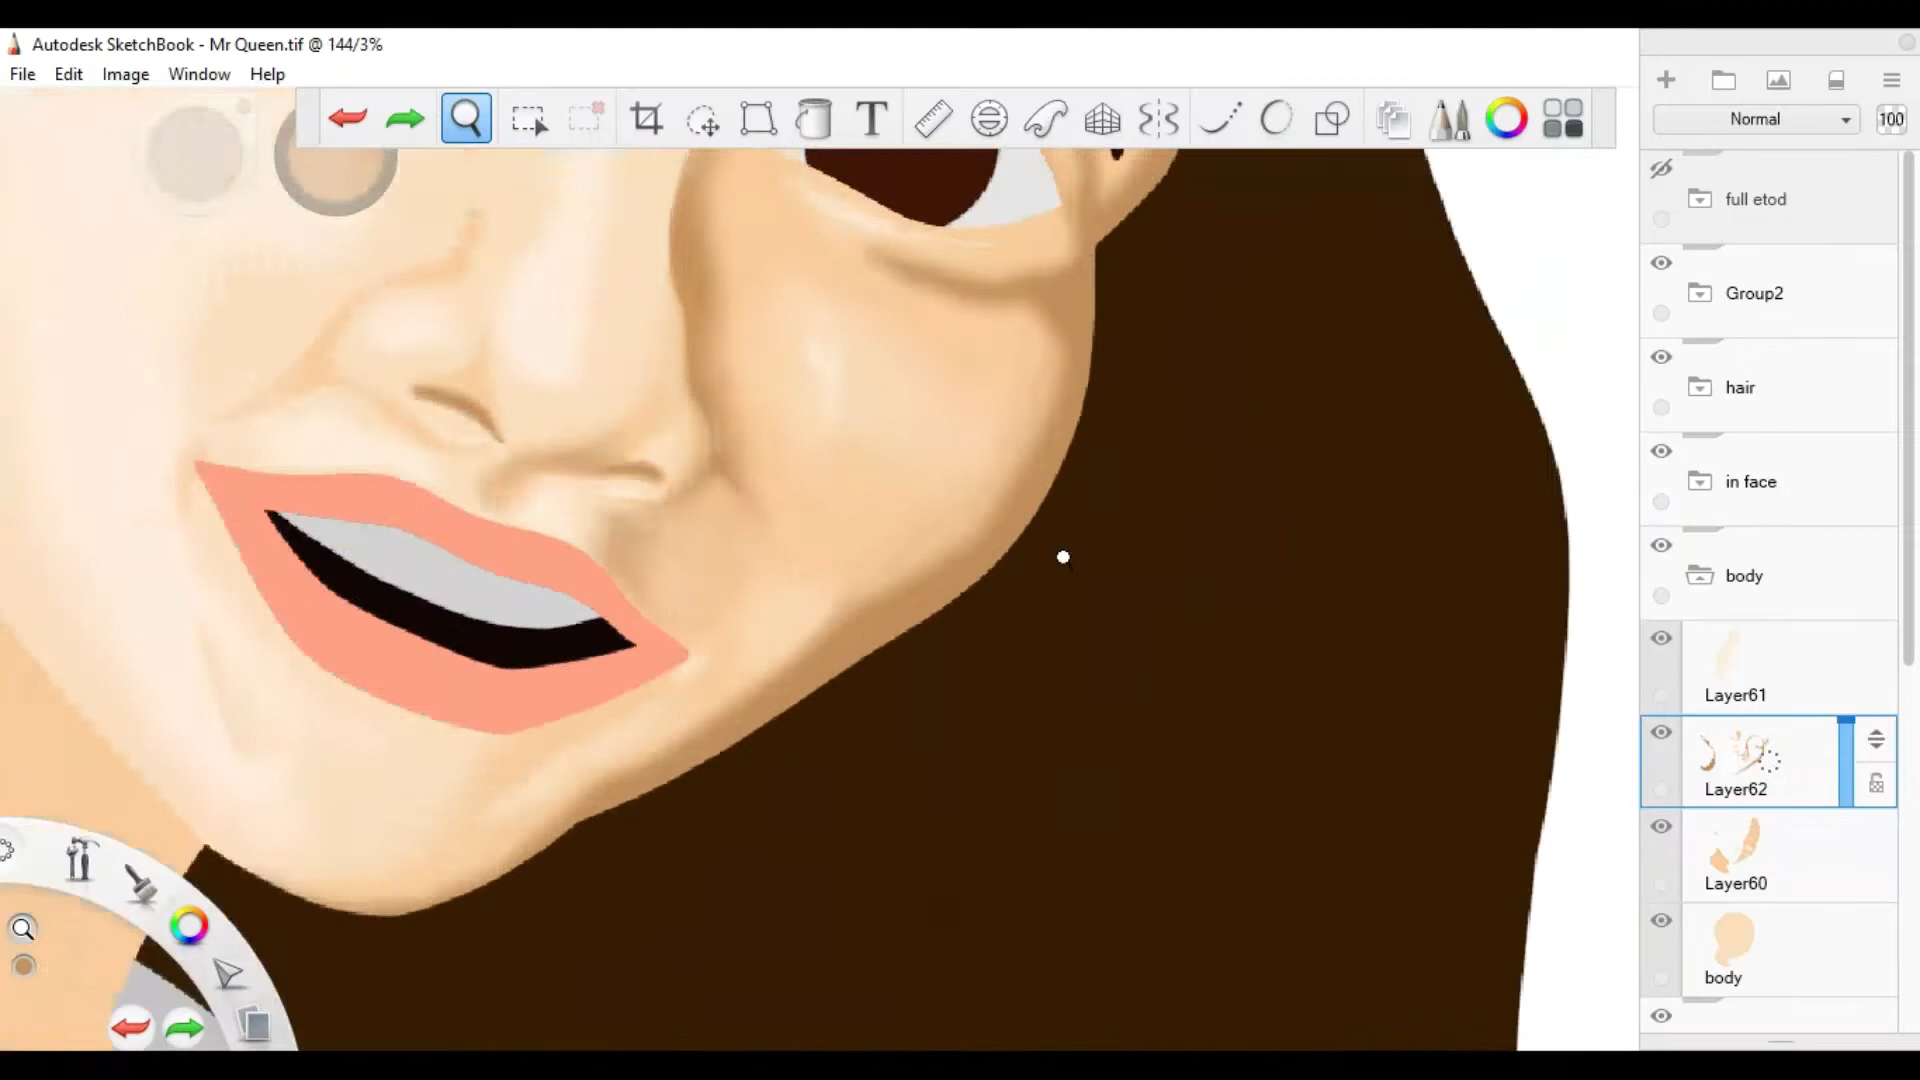 Autodesk SketchBook - Mr Queen.tif @ 144/3%
File Edit Image Window Help
T
Normal 100
full etod
Group2
hair
in face
body
Layer61
Layer62
Layer60
body